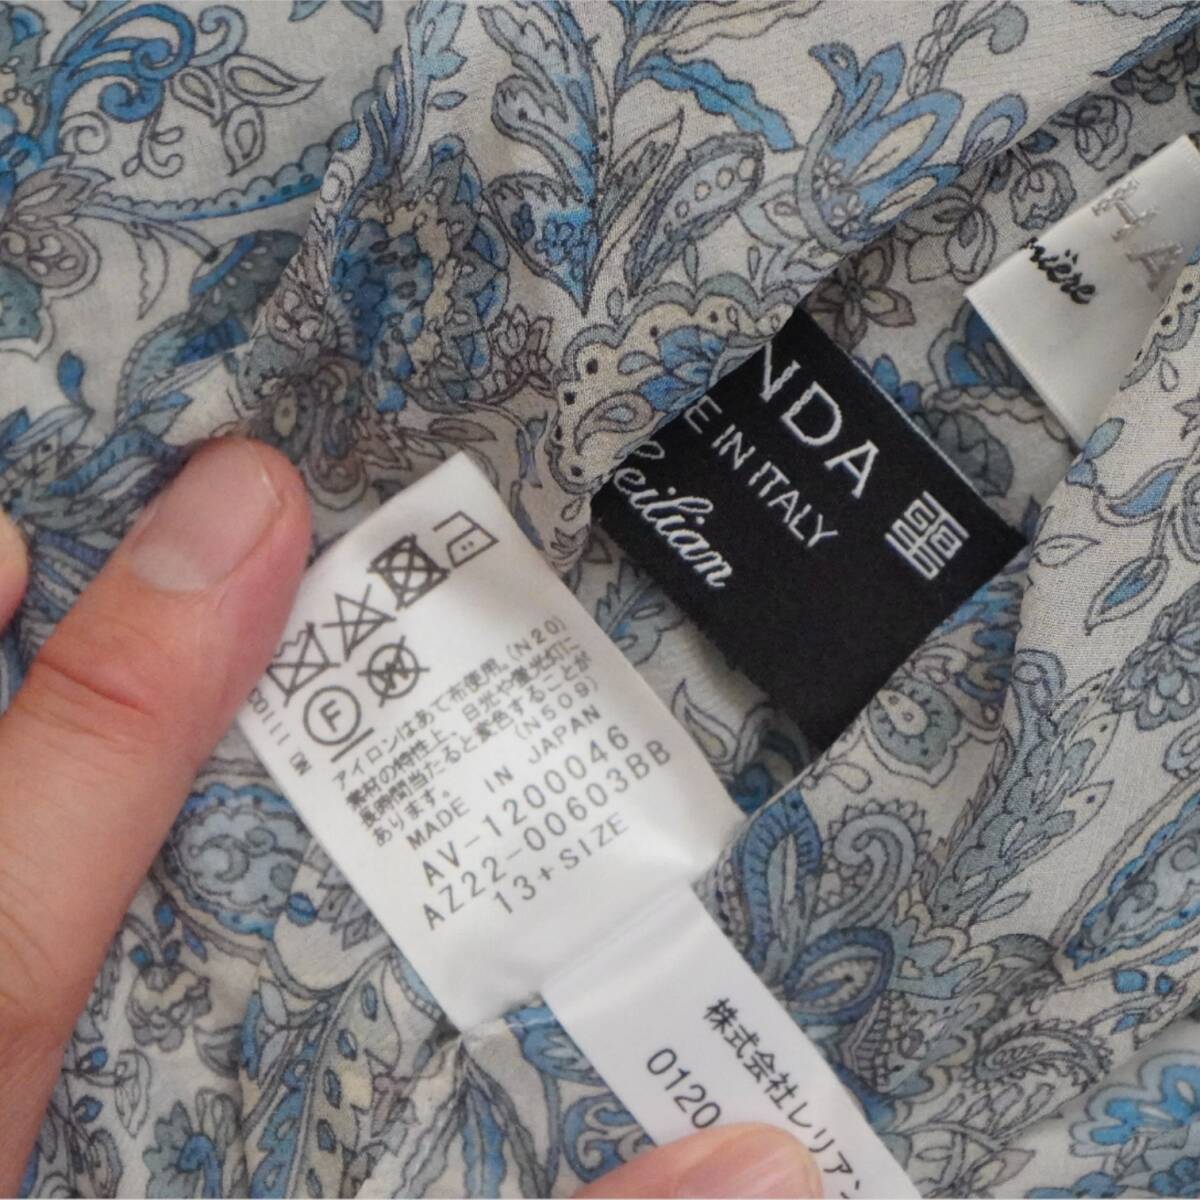 mière
NDA
E IN ITALY
Leilian
F
W
アイロンはあて布使用。(N20)
素材の特性上、日光や蛍光灯に
長時間当たると変色することが
あります。 (N509)
MADE IN JAPAN
AV-1200046
AZ22-00603BB
13+SIZE
株式会社レリアン
0120